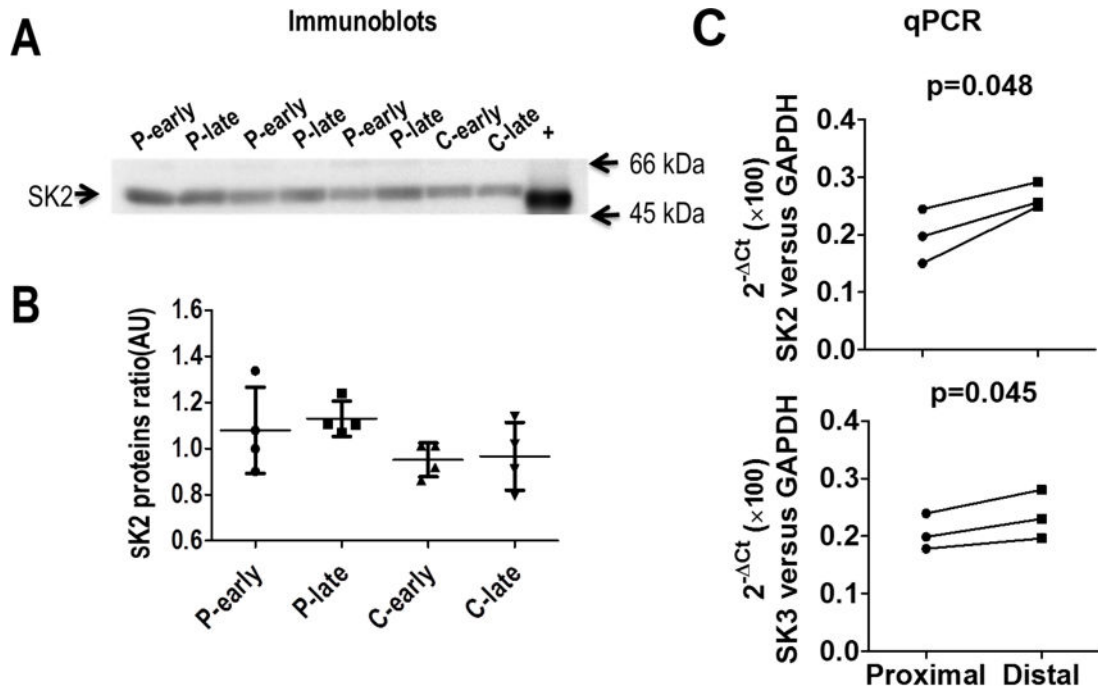 A
Immunoblots
P-early P-late P-early P-late P-early P-late C-early C-late +
66 kDa
SK2
45 kDa
B
SK2 proteins ratio(AU)
1.6
1.4
1.2
1.0
0.8
0.6
P-early P-late C-early C-late
C
qPCR
p=0.048
2^-ΔCt (×100)
SK2 versus GAPDH
0.4
0.3
0.2
0.1
0.0
p=0.045
2^-ΔCt (×100)
SK3 versus GAPDH
0.4
0.3
0.2
0.1
0.0
Proximal Distal